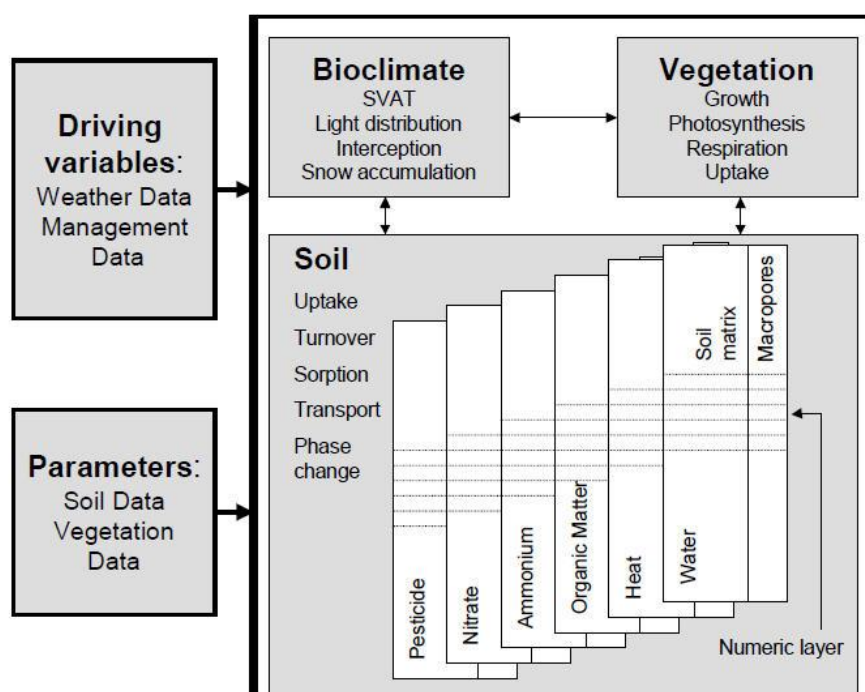 Driving
variables:
Weather Data
Management
Data
Parameters:
Soil Data
Vegetation
Data
Bioclimate
SVAT
Light distribution
Interception
Snow accumulation
Vegetation
Growth
Photosynthesis
Respiration
Uptake
Soil
Uptake
Turnover
Sorption
Transport
Phase
change
Pesticide
Nitrate
Ammonium
Organic Matter
Heat
Water
Soil
matrix
Macropores
Numeric layer